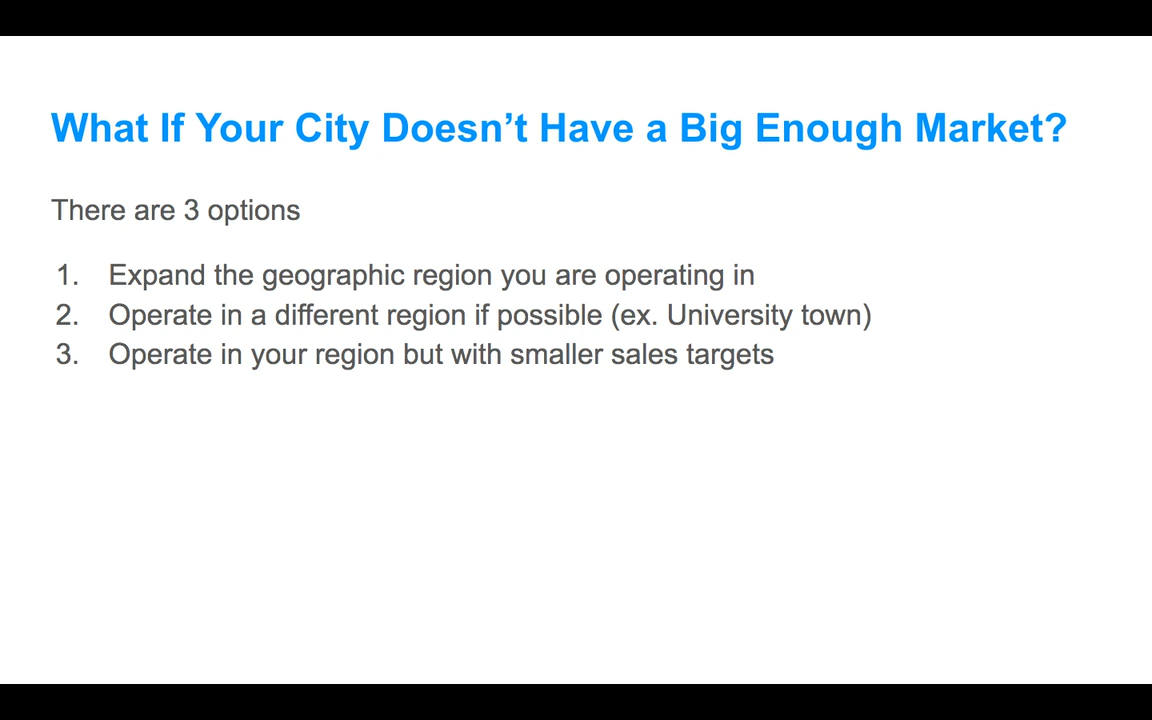 What If Your City Doesn’t Have a Big Enough Market?
There are 3 options
1. Expand the geographic region you are operating in
2. Operate in a different region if possible (ex. University town)
3. Operate in your region but with smaller sales targets